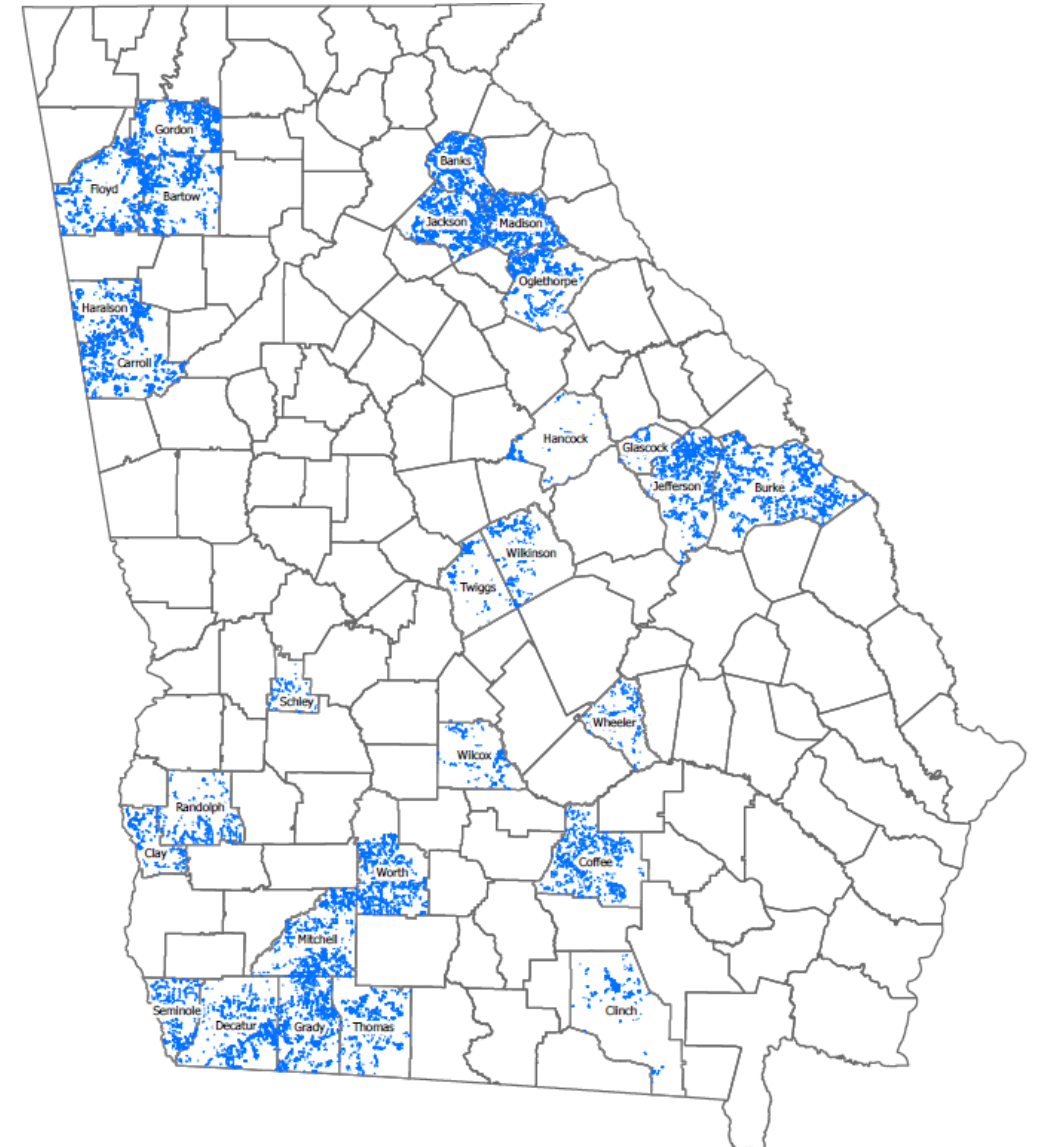 Gordon
Banks
Floyd
Bartow
Jackson
Madison
Oglethorpe
Haralson
Carroll
Hancock
Glascock
Jefferson
Burke
Wilkinson
Twiggs
Schley
Wheeler
Wilcox
Randolph
Clay
Coffee
Worth
Mitchell
Seminole
Clinch
Decatur
Grady
Thomas